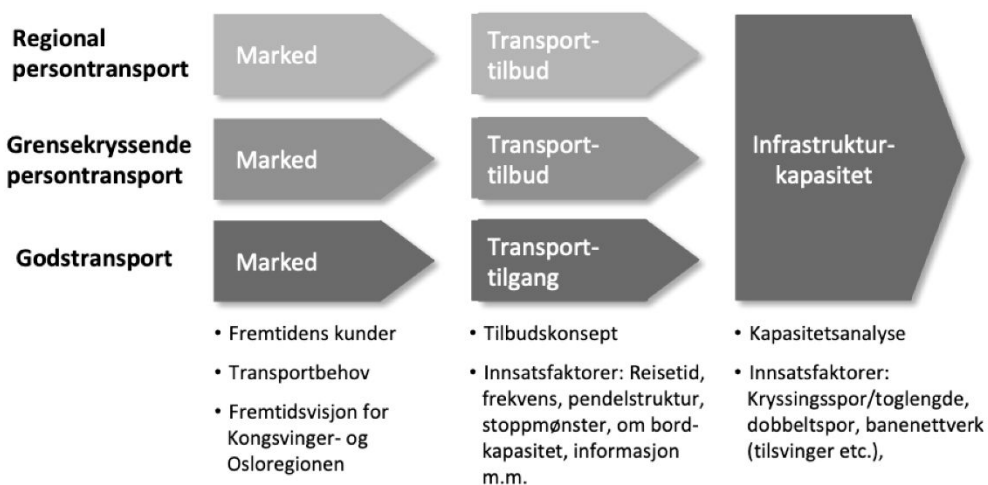 Regional
persontransport
Marked
Transport-
tilbud
Grensekryssende
persontransport
Marked
Transport-
tilbud
Godstransport
Marked
Transport-
tilgang
Infrastruktur-
kapasitet
• Fremtidens kunder
• Transportbehov
• Fremtidsvisjon for
Kongsvinger- og
Osloregionen
• Tilbudskonsept
• Innsatsfaktorer: Reisetid,
frekvens, pendelstruktur,
stoppmønster, om bord-
kapasitet, informasjon
m.m.
• Kapasitetsanalyse
• Innsatsfaktorer:
Kryssingsspor/toglengde,
dobbeltspor, banenettverk
(tilsvinger etc.),